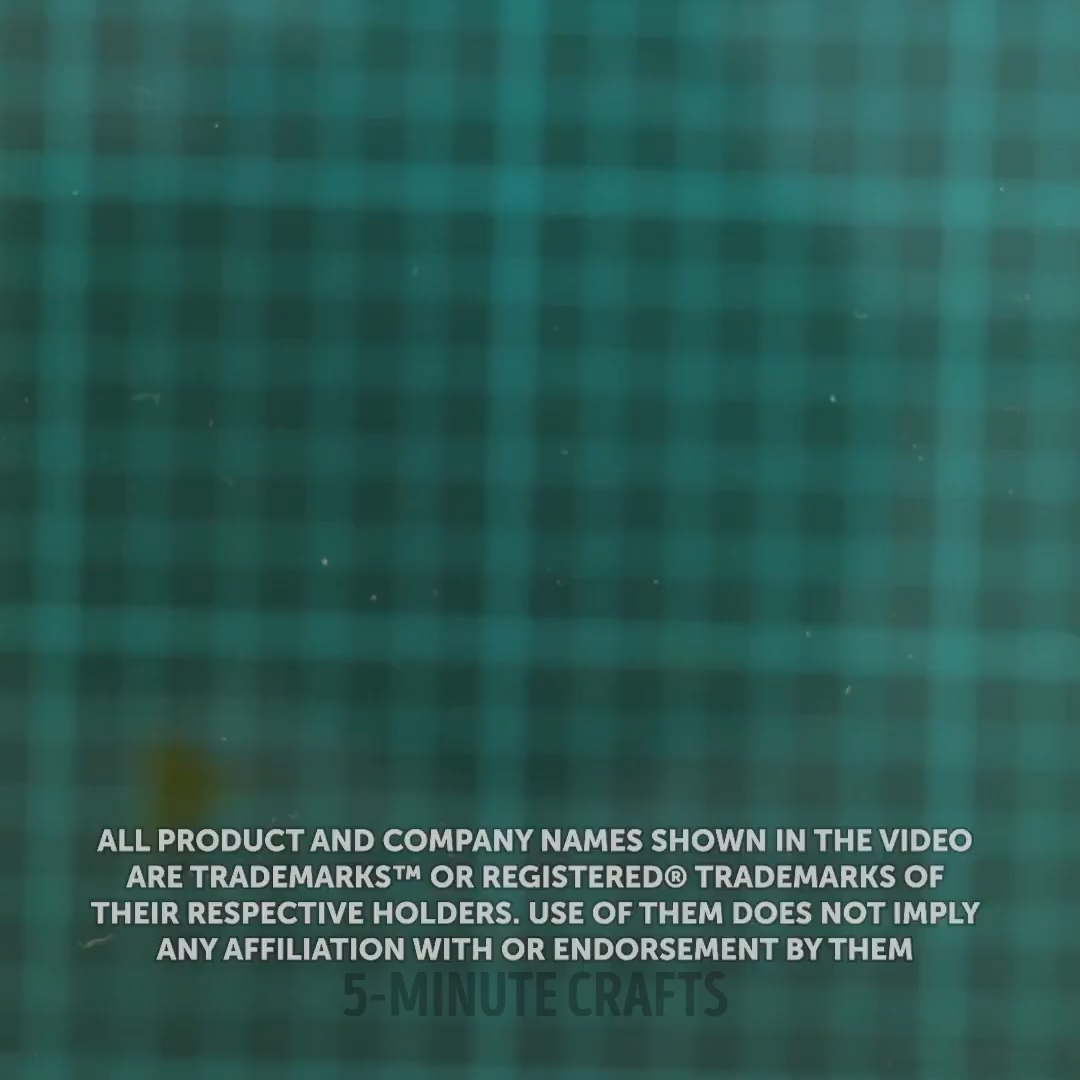 ALL PRODUCT AND COMPANY NAMES SHOWN IN THE VIDEO
ARE TRADEMARKS™ OR REGISTERED® TRADEMARKS OF
THEIR RESPECTIVE HOLDERS. USE OF THEM DOES NOT IMPLY
ANY AFFILIATION WITH OR ENDORSEMENT BY THEM
5-MINUTE CRAFTS